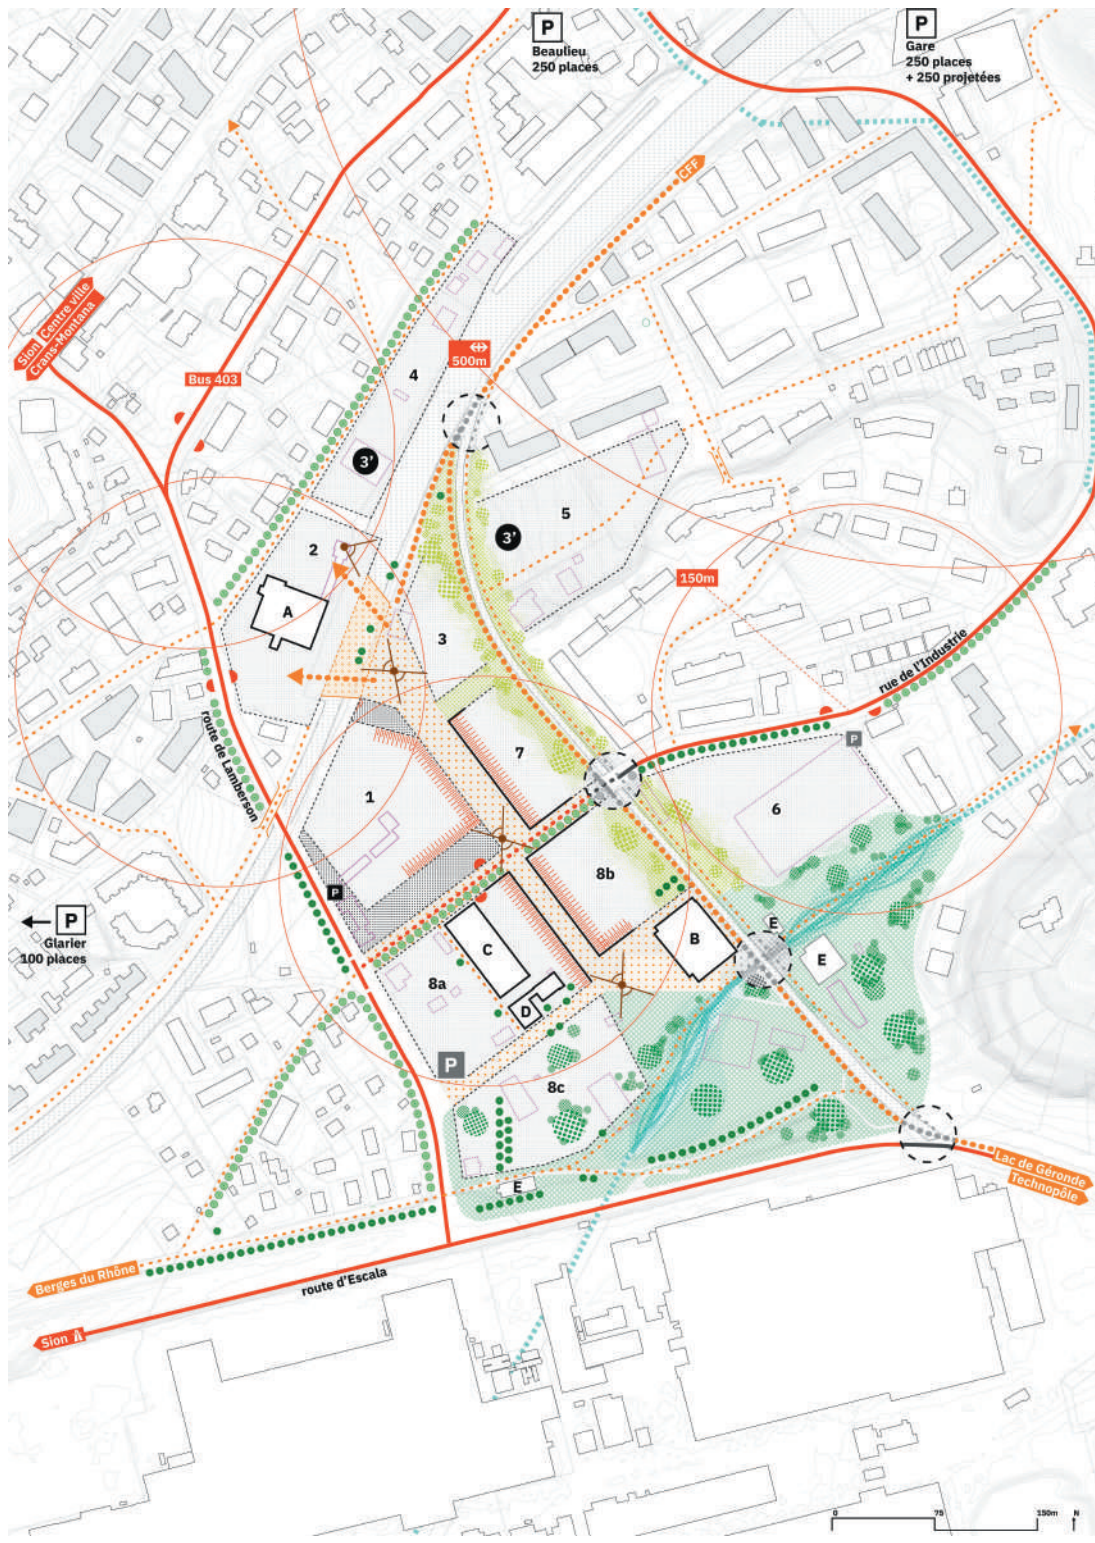 P
Beaulieu
250 places
P
Gare
250 places
+ 250 projetées
CFF
Sion Centre ville
Crans-Montana
Bus 403
500m
4
3'
5
3'
2
A
150m
3
rue de l'Industrie
route de Lamberson
7
P
1
6
8b
P
P
Glarier
100 places
E
B
E
C
8a
D
P
8c
E
Lac de Géronde
Technopôle
Berges du Rhône
route d'Escala
Sion
0
75
150m
N